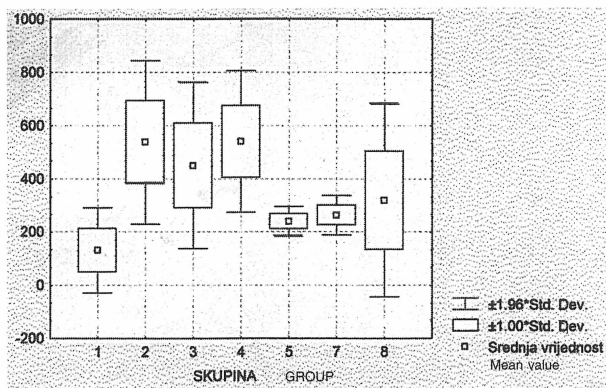 1000
800
600
400
200
0
-200
1 2 3 4 5 7 8
SKUPINA GROUP
±1.96*Std. Dev.
±1.00*Std. Dev.
Srednja vrijednost
Mean value